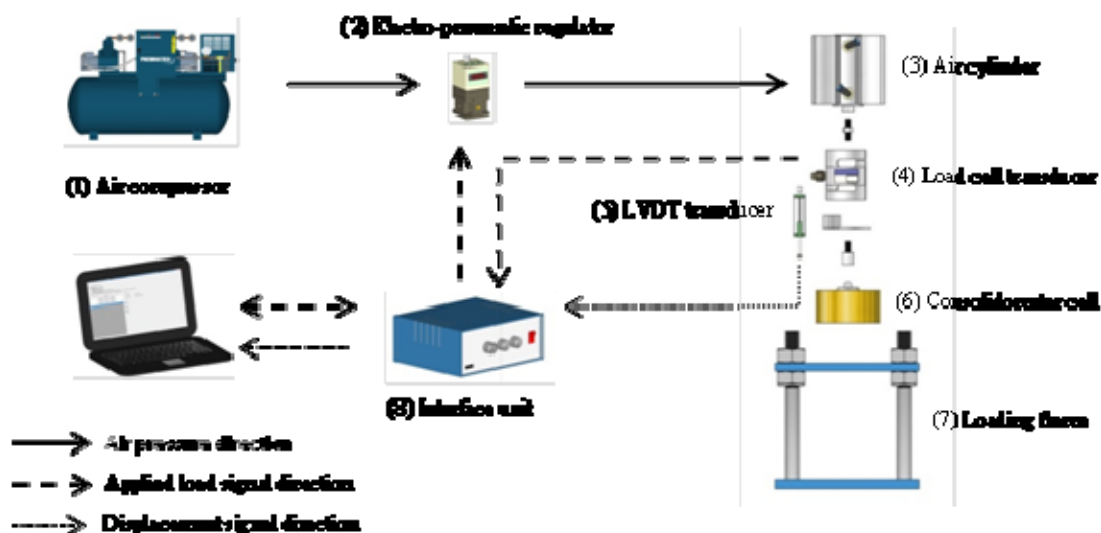 (2) Electro-pneumatic regulator
(3) Air cylinder
(1) Air compressor
(4) Load cell transducer
(5) LVDT transducer
(6) Consolidometer cell
(8) Interface unit
(7) Loading frame
Air pressure direction
Applied load signal direction
Displacement signal direction